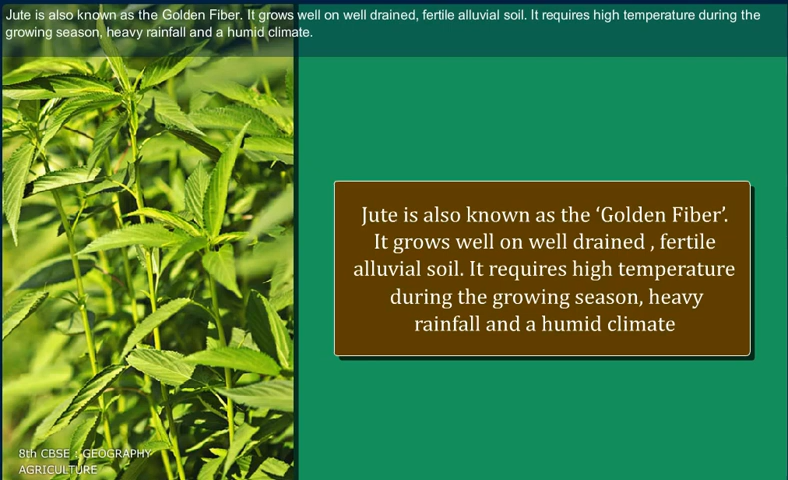 Jute is also known as the Golden Fiber. It grows well on well drained, fertile alluvial soil. It requires high temperature during the
growing season, heavy rainfall and a humid climate.
Jute is also known as the ‘Golden Fiber’.
It grows well on well drained , fertile
alluvial soil. It requires high temperature
during the growing season, heavy
rainfall and a humid climate
8th CBSE : GEOGRAPHY
AGRICULTURE